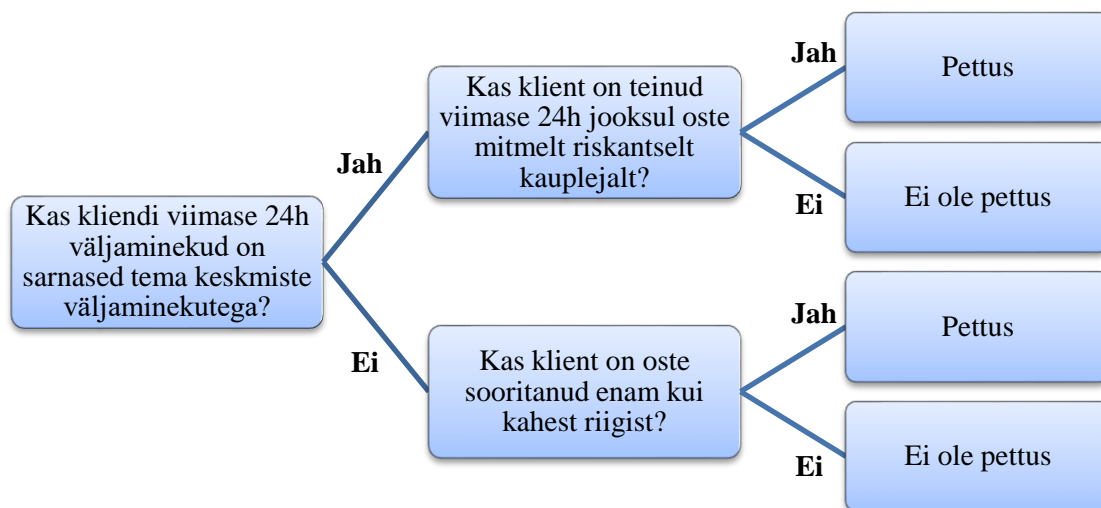 Kas kliendi viimase 24h
väljaminekud on
sarnased tema keskmiste
väljaminekutega?
Jah
Kas klient on teinud
viimase 24h jooksul oste
mitmelt riskantselt
kauplejalt?
Jah
Pettus
Ei
Ei ole pettus
Ei
Kas klient on oste
sooritanud enam kui
kahest riigist?
Jah
Pettus
Ei
Ei ole pettus